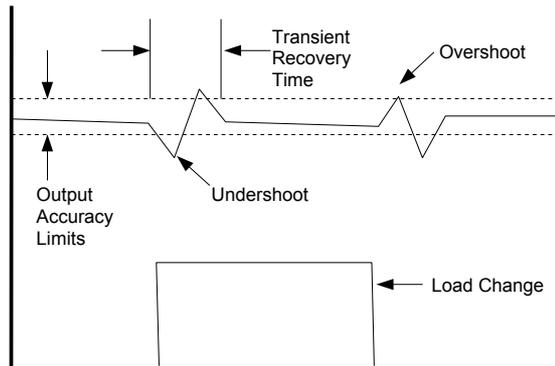 Transient
Recovery
Time
Overshoot
Output
Accuracy
Limits
Undershoot
Load Change